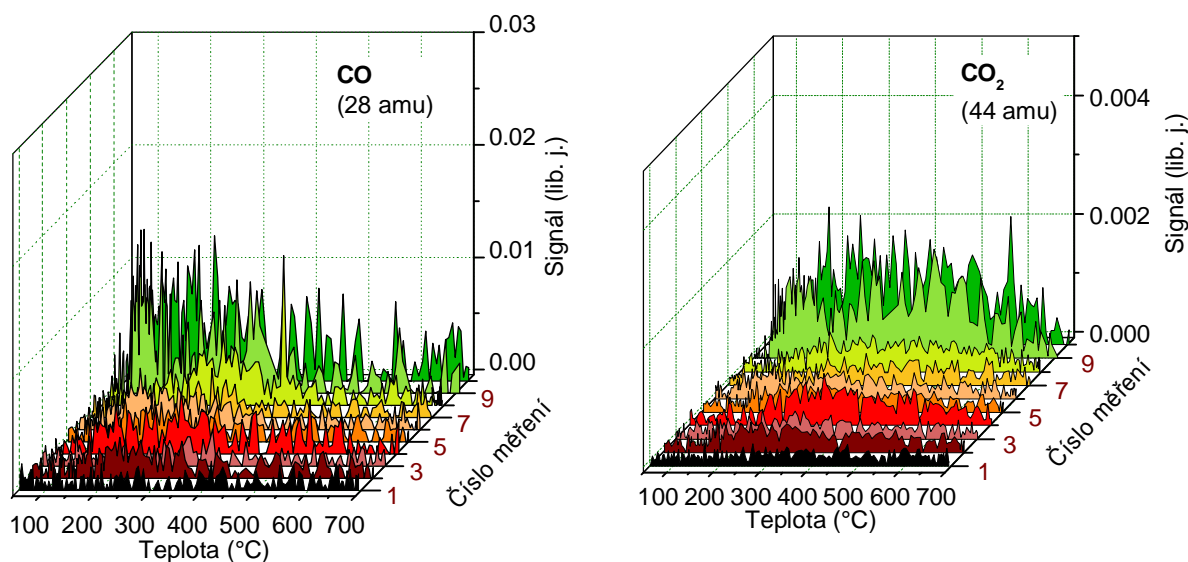 CO
(28 amu)
0.03
0.02
0.01
0.00
Signál (lib. j.)
9
7
5
3
1
Číslo měření
100 200 300 400 500 600 700
Teplota (°C)
CO2
(44 amu)
0.004
0.002
0.000
Signál (lib. j.)
9
7
5
3
1
Číslo měření
100 200 300 400 500 600 700
Teplota (°C)